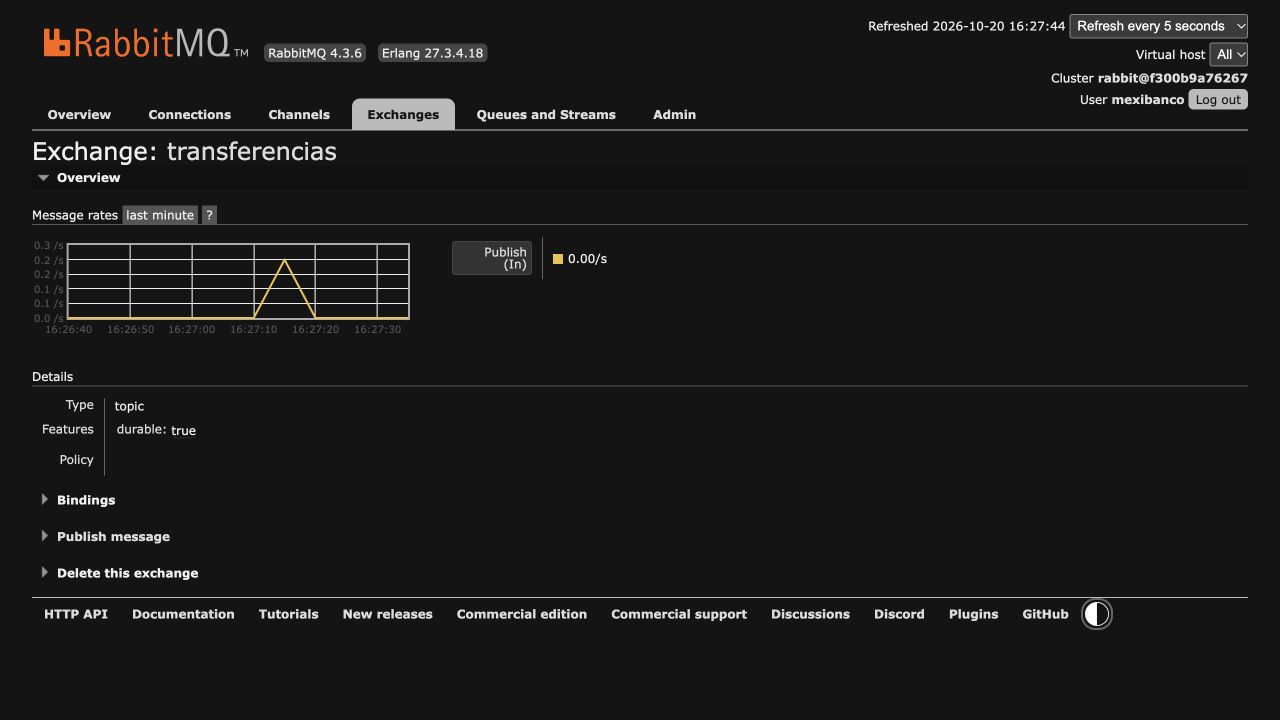 RabbitMQ TM RabbitMQ 4.3.6 Erlang 27.3.4.18
Refreshed 2026-10-20 16:27:44 Refresh every 5 seconds
Virtual host All
Cluster rabbit@f300b9a76267
User mexibanco Log out
Overview Connections Channels Exchanges Queues and Streams Admin
Exchange: transferencias
Overview
Message rates last minute ?
0.3 /s
0.2 /s
0.2 /s
0.1 /s
0.1 /s
0.0 /s
16:26:40 16:26:50 16:27:00 16:27:10 16:27:20 16:27:30
Publish
(In)
0.00/s
Details
Type topic
Features durable: true
Policy
Bindings
Publish message
Delete this exchange
HTTP API Documentation Tutorials New releases Commercial edition Commercial support Discussions Discord Plugins GitHub